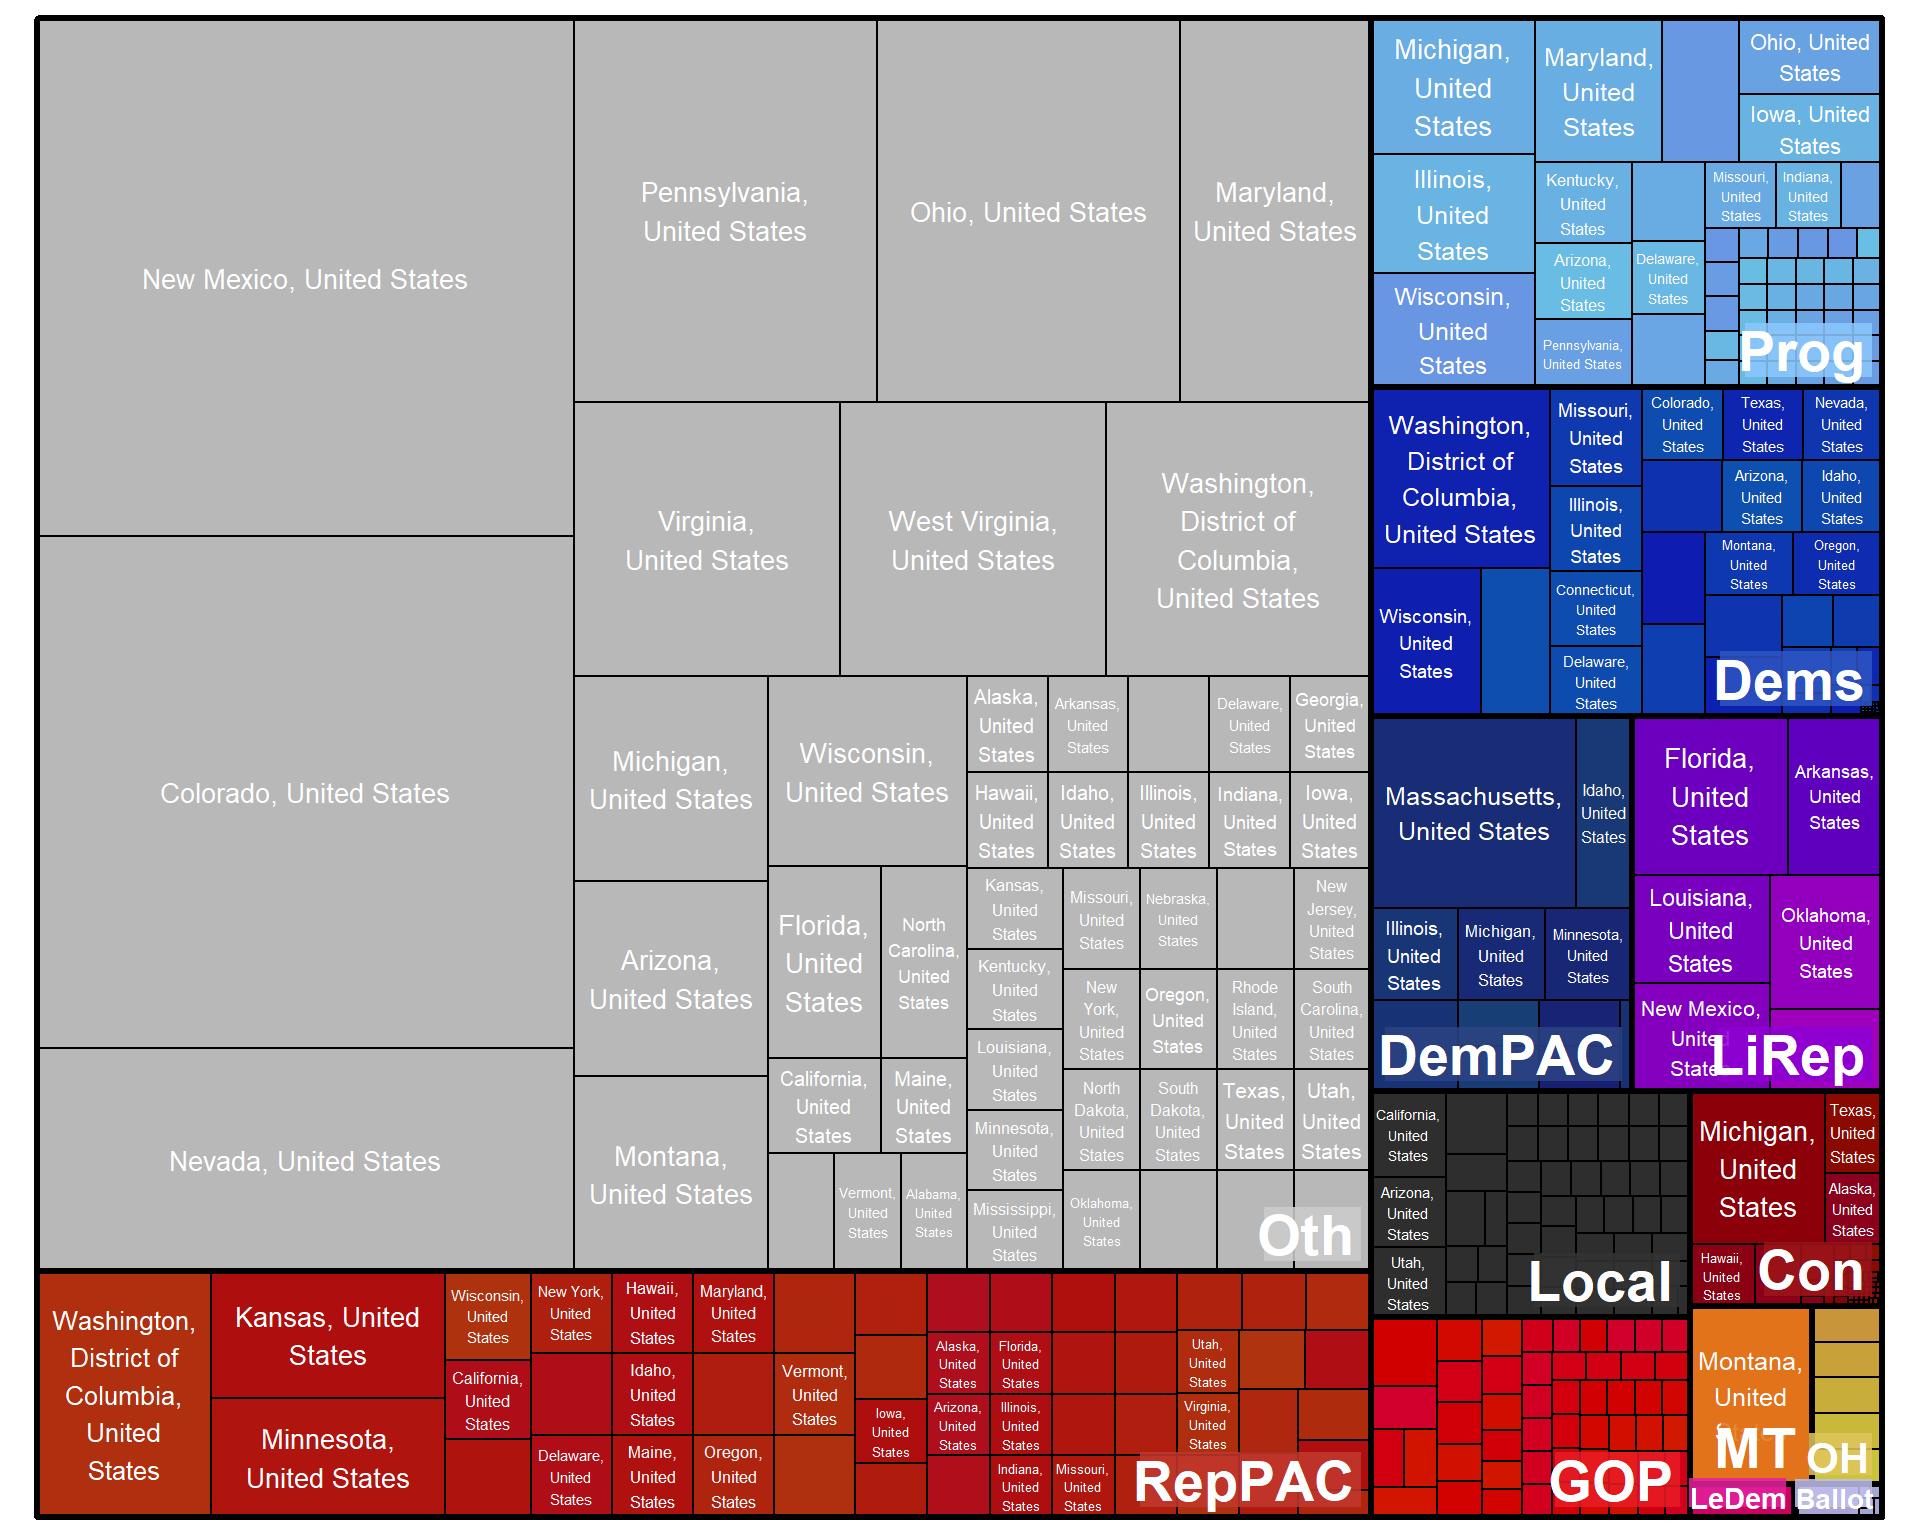 New Mexico, United States
Colorado, United States
Nevada, United States
Pennsylvania,
United States
Ohio, United States
Maryland,
United States
Virginia,
United States
West Virginia,
United States
Washington,
District of
Columbia,
United States
Michigan,
United States
Arizona,
United States
Montana,
United States
Wisconsin,
United States
Florida,
United
States
North
Carolina,
United
States
California,
United
States
Maine,
United
States
Vermont,
United
States
Alabama,
United
States
Alaska,
United
States
Arkansas,
United
States
Delaware,
United
States
Georgia,
United
States
Hawaii,
United
States
Idaho,
United
States
Illinois,
United
States
Indiana,
United
States
Iowa,
United
States
Kansas,
United
States
Kentucky,
United
States
Louisiana,
United
States
Minnesota,
United
States
Mississippi,
United
States
Missouri,
United
States
Nebraska,
United
States
New
Jersey,
United
States
New
York,
United
States
Oregon,
United
States
Rhode
Island,
United
States
South
Carolina,
United
States
North
Dakota,
United
States
South
Dakota,
United
States
Texas,
United
States
Utah,
United
States
Oklahoma,
United
States
Oth
Michigan,
United
States
Illinois,
United
States
Wisconsin,
United
States
Maryland,
United
States
Ohio, United
States
Iowa, United
States
Kentucky,
United
States
Arizona,
United
States
Pennsylvania,
United States
Delaware,
United
States
Missouri,
United
States
Indiana,
United
States
Prog
Washington,
District of
Columbia,
United States
Wisconsin,
United
States
Missouri,
United
States
Illinois,
United
States
Connecticut,
United
States
Delaware,
United
States
Colorado,
United
States
Texas,
United
States
Nevada,
United
States
Arizona,
United
States
Idaho,
United
States
Montana,
United
States
Oregon,
United
States
Dems
Massachusetts,
United States
Idaho,
United
States
Illinois,
United
States
Michigan,
United
States
Minnesota,
United
States
DemPAC
Florida,
United
States
Arkansas,
United
States
Louisiana,
United
States
Oklahoma,
United
States
New Mexico,
United
States
LiRep
California,
United
States
Arizona,
United
States
Utah,
United
States
Local
Michigan,
United
States
Texas,
United
States
Alaska,
United
States
Hawaii,
United
States
Con
Washington,
District of
Columbia,
United
States
Kansas, United
States
Minnesota,
United States
Wisconsin,
United
States
California,
United
States
New York,
United
States
Delaware,
United
States
Hawaii,
United
States
Idaho,
United
States
Maine,
United
States
Maryland,
United
States
Oregon,
United
States
Vermont,
United
States
Iowa,
United
States
Alaska,
United
States
Arizona,
United
States
Florida,
United
States
Illinois,
United
States
Indiana,
United
States
Missouri,
United
States
Utah,
United
States
Virginia,
United
States
RepPAC
GOP
Montana,
United
States
MT
OH
LeDem
Ballot